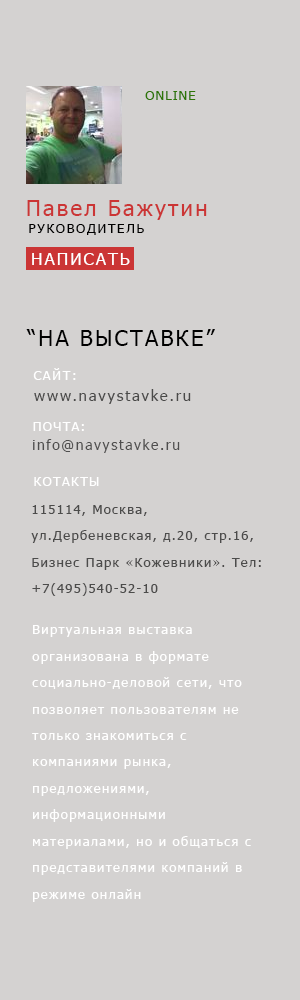 ONLINE
Павел Бажутин
РУКОВОДИТЕЛЬ
НАПИСАТЬ
“НА ВЫСТАВКЕ”
САЙТ:
www.navystavke.ru
ПОЧТА:
info@navystavke.ru
КОТАКТЫ
115114, Москва,
ул.Дербеневская, д.20, стр.16,
Бизнес Парк «Кожевники». Тел:
+7(495)540-52-10
Виртуальная выставка
организована в формате
социально-деловой сети, что
позволяет пользователям не
только знакомиться с
компаниями рынка,
предложениями,
информационными
материалами, но и общаться с
представителями компаний в
режиме онлайн